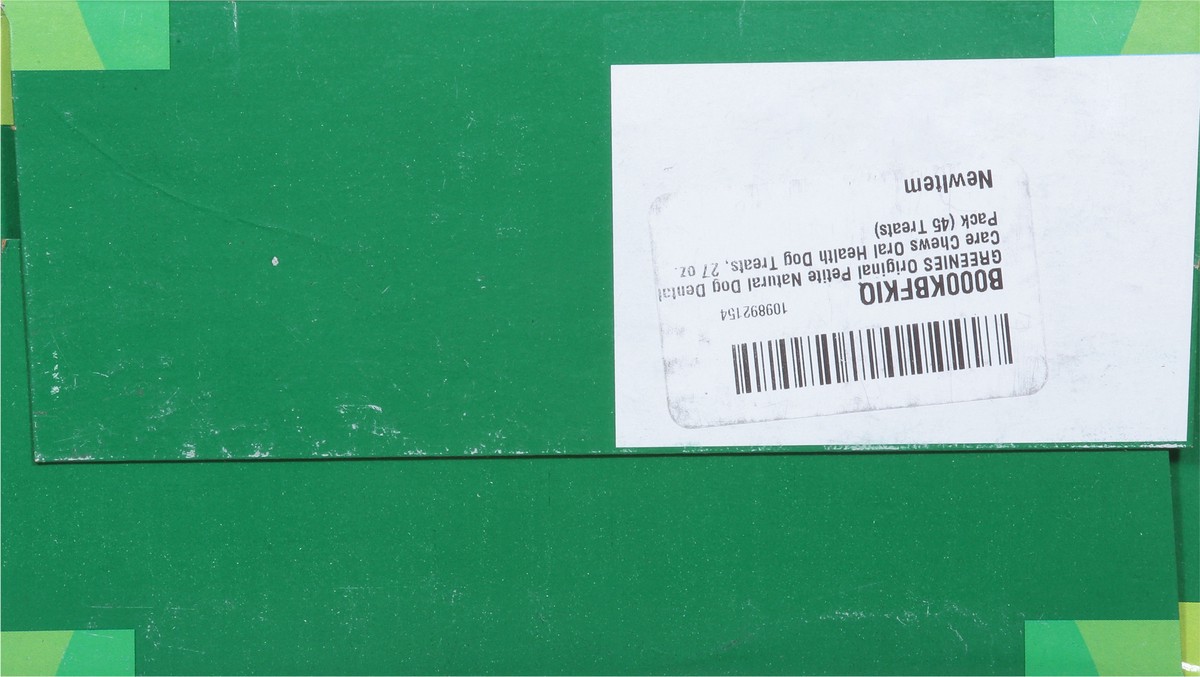 109892154
B000KBFKIQ
GREENIES Original Petite Natural Dog Dental
Care Chews Oral Health Dog Treats, 27 oz.
Pack (45 Treats)
NewItem